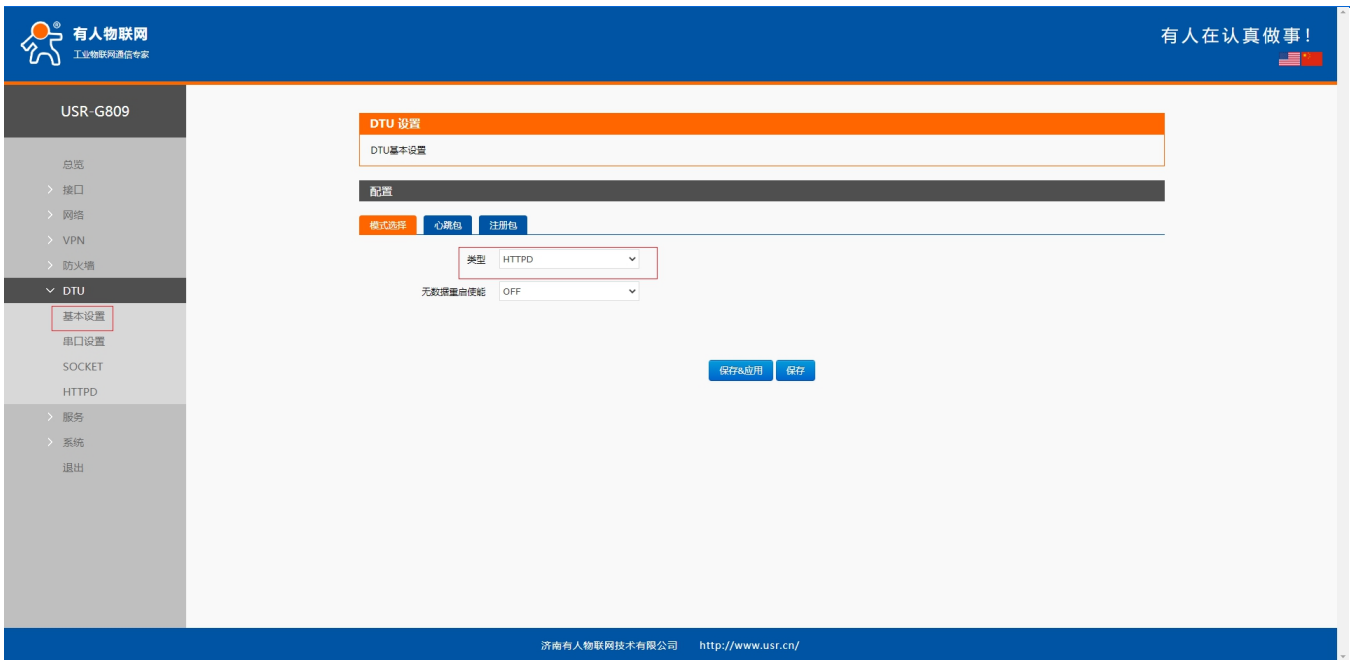 有人物联网
工业物联网通信专家
有人在认真做事!
USR-G809
总览
接口
网络
VPN
防火墙
DTU
基本设置
串口设置
SOCKET
HTTPD
服务
系统
退出
DTU 设置
DTU基本设置
配置
模式选择 心跳包 注册包
类型 HTTPD
无数据重启使能 OFF
保存&应用 保存
济南有人物联网技术有限公司 http://www.usr.cn/